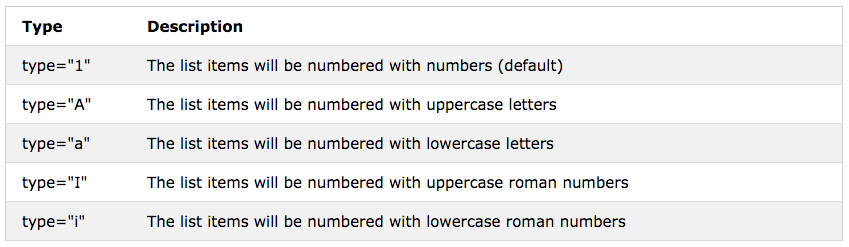 Type Description
type="1" The list items will be numbered with numbers (default)
type="A" The list items will be numbered with uppercase letters
type="a" The list items will be numbered with lowercase letters
type="I" The list items will be numbered with uppercase roman numbers
type="i" The list items will be numbered with lowercase roman numbers